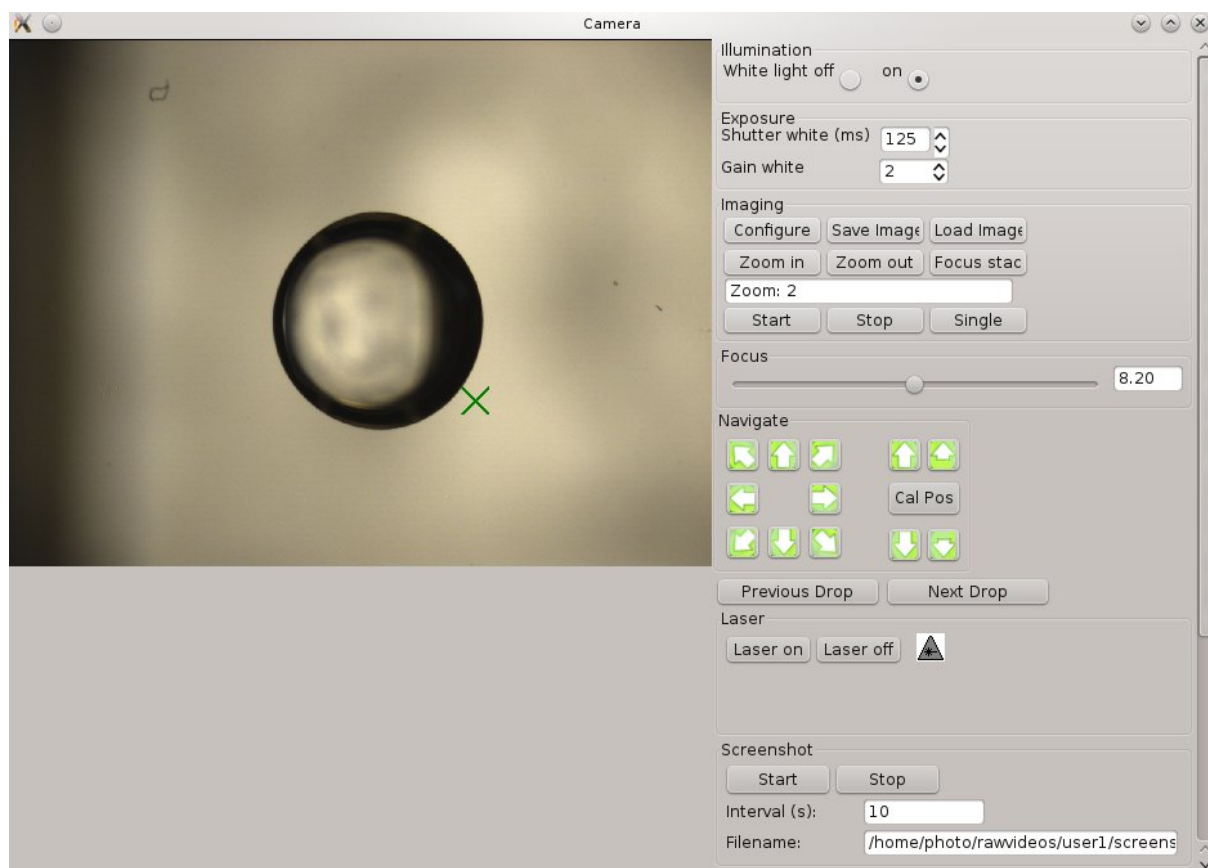 Camera
Illumination
White light off on
Exposure
Shutter white (ms) 125
Gain white 2
Imaging
Configure Save Image Load Image
Zoom in Zoom out Focus stac
Zoom: 2
Start Stop Single
Focus
8.20
Navigate
Cal Pos
Previous Drop Next Drop
Laser
Laser on Laser off
Screenshot
Start Stop
Interval (s): 10
Filename: /home/photo/rawvideos/user1/screens